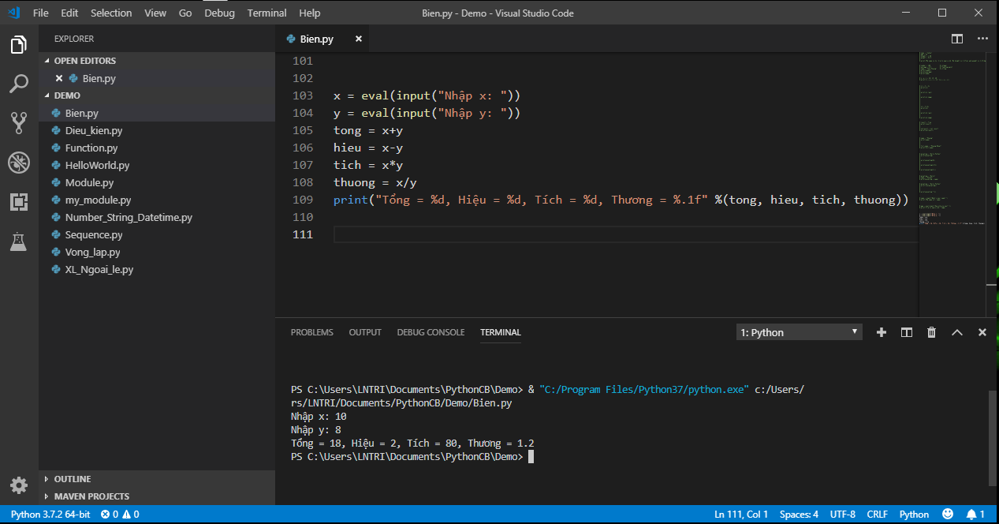 File Edit Selection View Go Debug Terminal Help Bien.py - Demo - Visual Studio Code
EXPLORER
OPEN EDITORS
Bien.py
DEMO
Bien.py
Dieu_kien.py
Function.py
HelloWorld.py
Module.py
my_module.py
Number_String_Datetime.py
Sequence.py
Vong_lap.py
XL_Ngoai_le.py
OUTLINE
MAVEN PROJECTS
Bien.py
101
102
103 x = eval(input("Nhập x: "))
104 y = eval(input("Nhập y: "))
105 tong = x+y
106 hieu = x-y
107 tich = x*y
108 thuong = x/y
109 print("Tổng = %d, Hiệu = %d, Tích = %d, Thương = %.1f" %(tong, hieu, tich, thuong))
110
111
PROBLEMS OUTPUT DEBUG CONSOLE TERMINAL 1: Python
PS C:\Users\LNTRI\Documents\PythonCB\Demo> & "C:/Program Files/Python37/python.exe" c:/Users/
rs/LNTRI/Documents/PythonCB/Demo/Bien.py
Nhập x: 10
Nhập y: 8
Tổng = 18, Hiệu = 2, Tích = 80, Thương = 1.2
PS C:\Users\LNTRI\Documents\PythonCB\Demo>
Python 3.7.2 64-bit 0 0 Ln 111, Col 1 Spaces: 4 UTF-8 CRLF Python 1